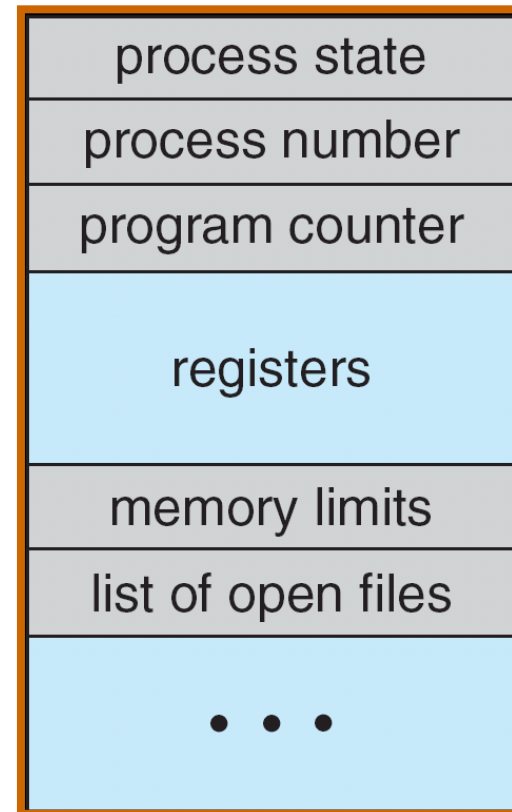 process state
process number
program counter
registers
memory limits
list of open files
• • •